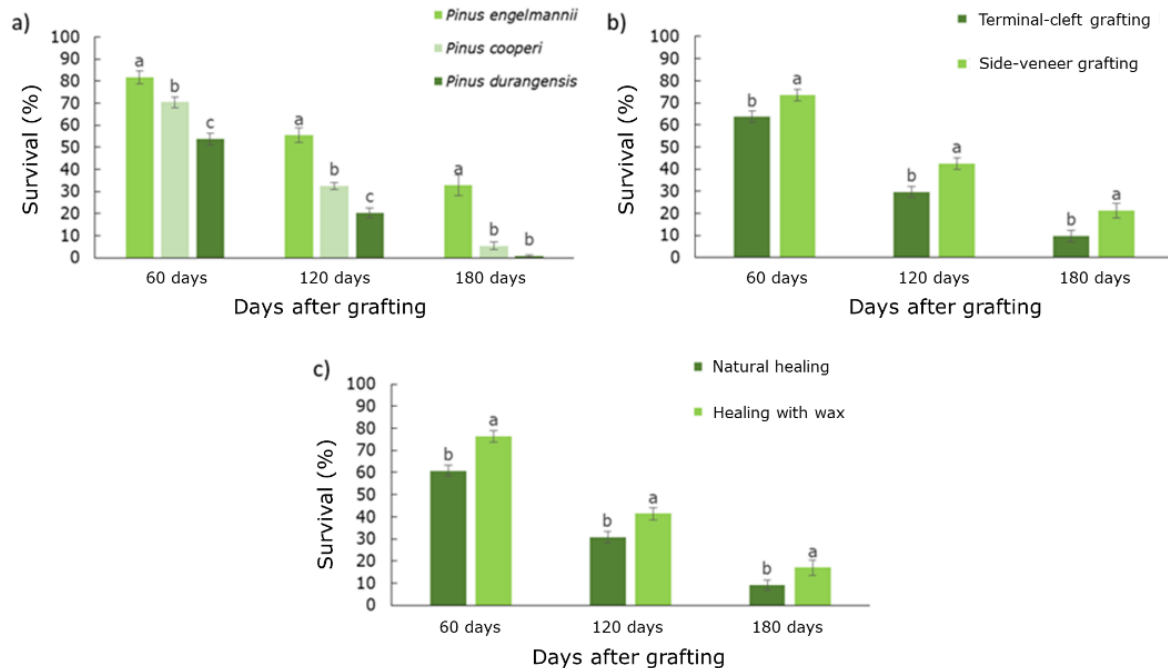 a)
Pinus engelmannii
Pinus cooperi
Pinus durangensis
100
90
80
70
60
50
40
30
20
10
0
Survival (%)
a
b
c
a
b
c
a
b
b
60 days
120 days
180 days
Days after grafting
b)
Terminal-cleft grafting
Side-veneer grafting
100
90
80
70
60
50
40
30
20
10
0
Survival (%)
b
a
b
a
b
a
60 days
120 days
180 days
Days after grafting
c)
Natural healing
Healing with wax
100
90
80
70
60
50
40
30
20
10
0
Survival (%)
b
a
b
a
b
a
60 days
120 days
180 days
Days after grafting